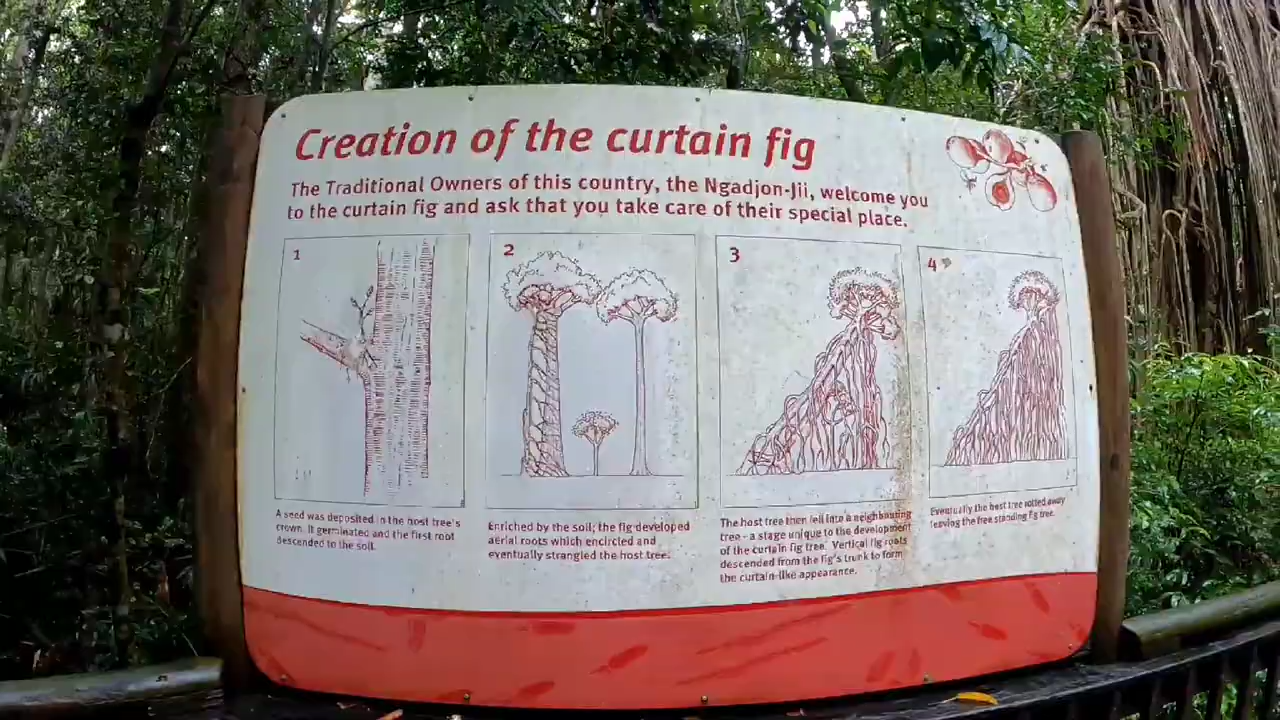 Creation of the curtain fig
The Traditional Owners of this country, the Ngadjon-Jii, welcome you
to the curtain fig and ask that you take care of their special place.
1
2
3
4
A seed was deposited in the host tree's
crown. It germinated and the first root
descended to the soil.
Enriched by the soil; the fig developed
aerial roots which encircled and
eventually strangled the host tree.
The host tree then fell into a neighbouring
tree - a stage unique to the development
of the curtain fig tree. Vertical fig roots
descended from the fig's trunk to form
the curtain-like appearance.
Eventually the host tree rotted away
leaving the free standing fig tree.